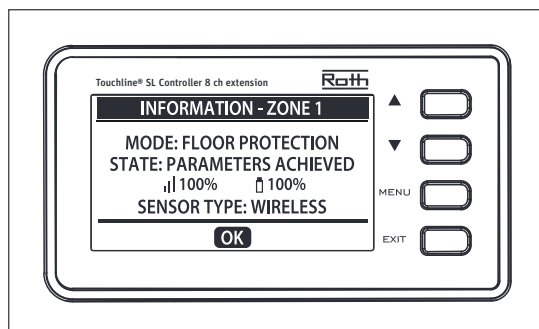 Touchline® SL Controller 8 ch extension Roth
INFORMATION - ZONE 1
MODE: FLOOR PROTECTION
STATE: PARAMETERS ACHIEVED
100% 100%
SENSOR TYPE: WIRELESS
OK
▲
▼
MENU
EXIT